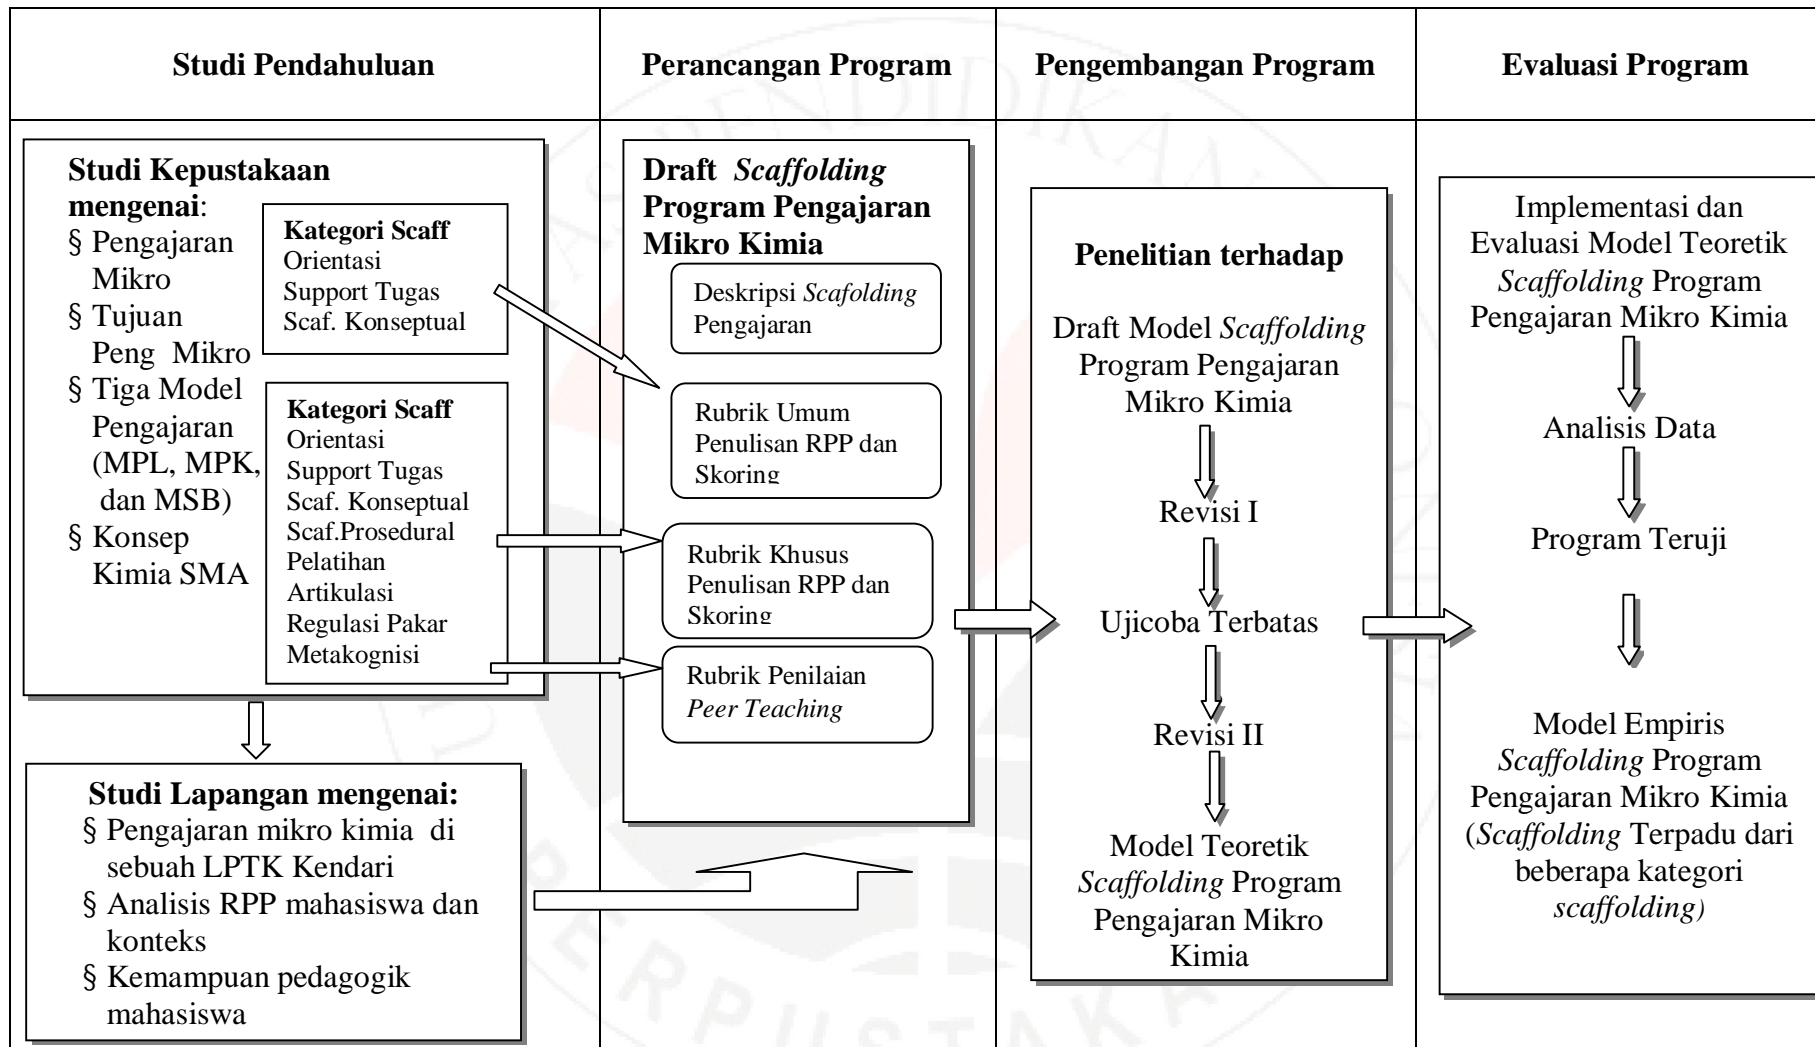 Studi Pendahuluan
Perancangan Program
Pengembangan Program
Evaluasi Program
Studi Kepustakaan
mengenai:
§ Pengajaran
Mikro
§ Tujuan
Peng Mikro
§ Tiga Model
Pengajaran
(MPL, MPK,
dan MSB)
§ Konsep
Kimia SMA
Kategori Scaff
Orientasi
Support Tugas
Scaf. Konseptual
Kategori Scaff
Orientasi
Support Tugas
Scaf. Konseptual
Scaf.Prosedural
Pelatihan
Artikulasi
Regulasi Pakar
Metakognisi
Studi Lapangan mengenai:
§ Pengajaran mikro kimia di
sebuah LPTK Kendari
§ Analisis RPP mahasiswa dan
konteks
§ Kemampuan pedagogik
mahasiswa
Draft Scaffolding
Program Pengajaran
Mikro Kimia
Deskripsi Scafolding
Pengajaran
Rubrik Umum
Penulisan RPP dan
Skoring
Rubrik Khusus
Penulisan RPP dan
Skoring
Rubrik Penilaian
Peer Teaching
Penelitian terhadap
Draft Model Scaffolding
Program Pengajaran
Mikro Kimia
Revisi I
Ujicoba Terbatas
Revisi II
Model Teoretik
Scaffolding Program
Pengajaran Mikro
Kimia
Implementasi dan
Evaluasi Model Teoretik
Scaffolding Program
Pengajaran Mikro Kimia
Analisis Data
Program Teruji
Model Empiris
Scaffolding Program
Pengajaran Mikro Kimia
(Scaffolding Terpadu dari
beberapa kategori
scaffolding)
PERPUSTAKA